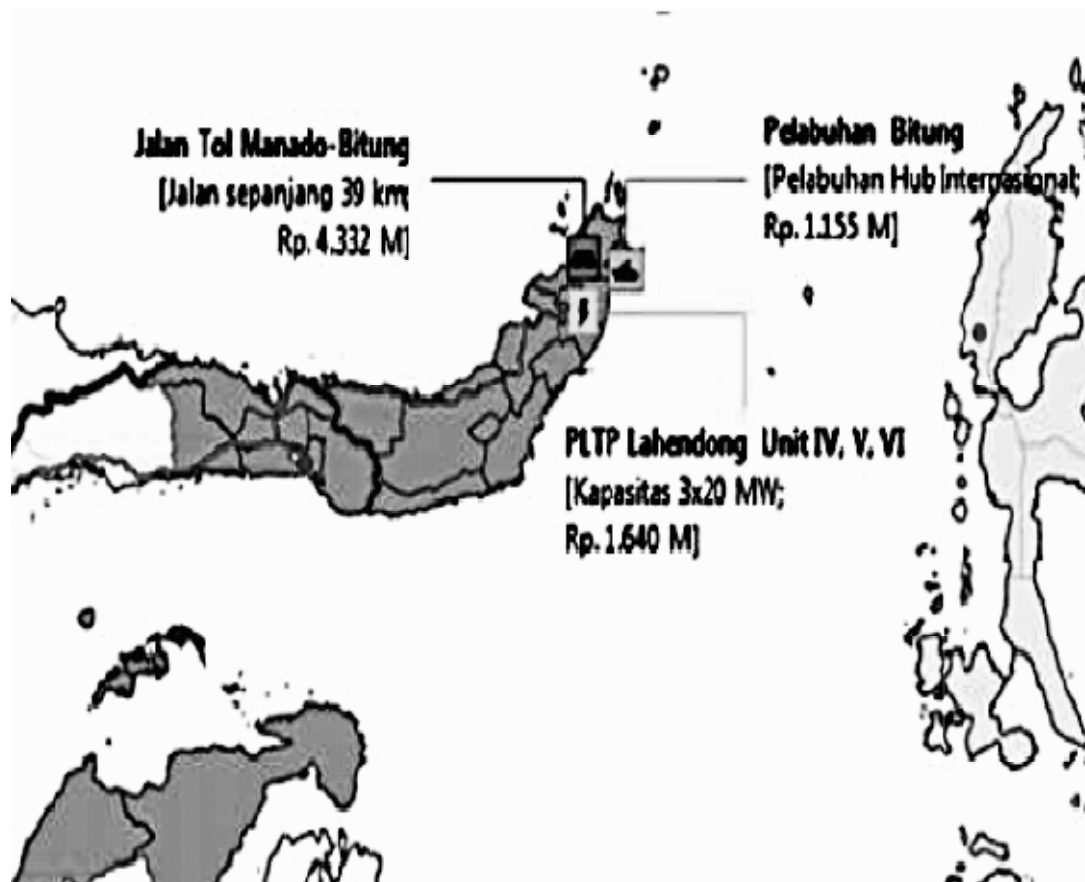 Jalan Tol Manado-Bitung
[Jalan sepanjang 39 km;
Rp. 4.332 M]
Pelabuhan Bitung
[Pelabuhan Hub Internasional;
Rp. 1.155 M]
PLTP Lahendong Unit IV, V, VI
[Kapasitas 3x20 MW;
Rp. 1.640 M]